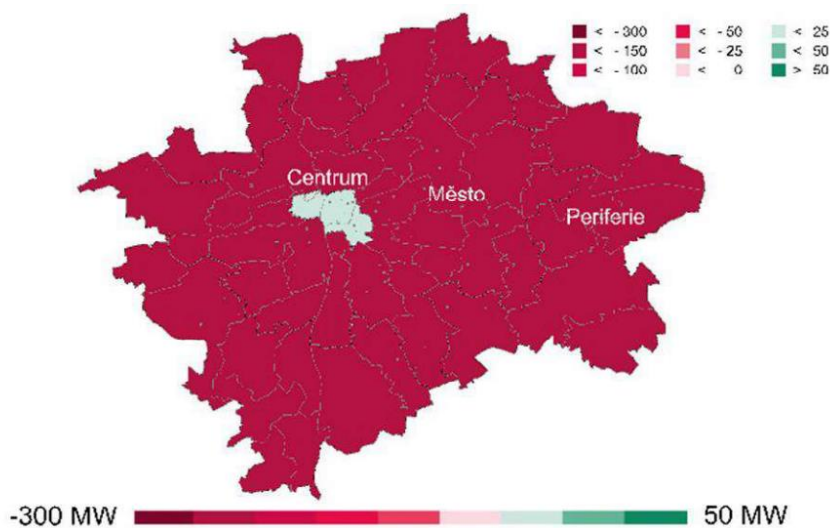 < - 300 < - 50 < 25
< - 150 < - 25 < 50
< - 100 < 0 > 50
Centrum
Město
Periferie
-300 MW 50 MW